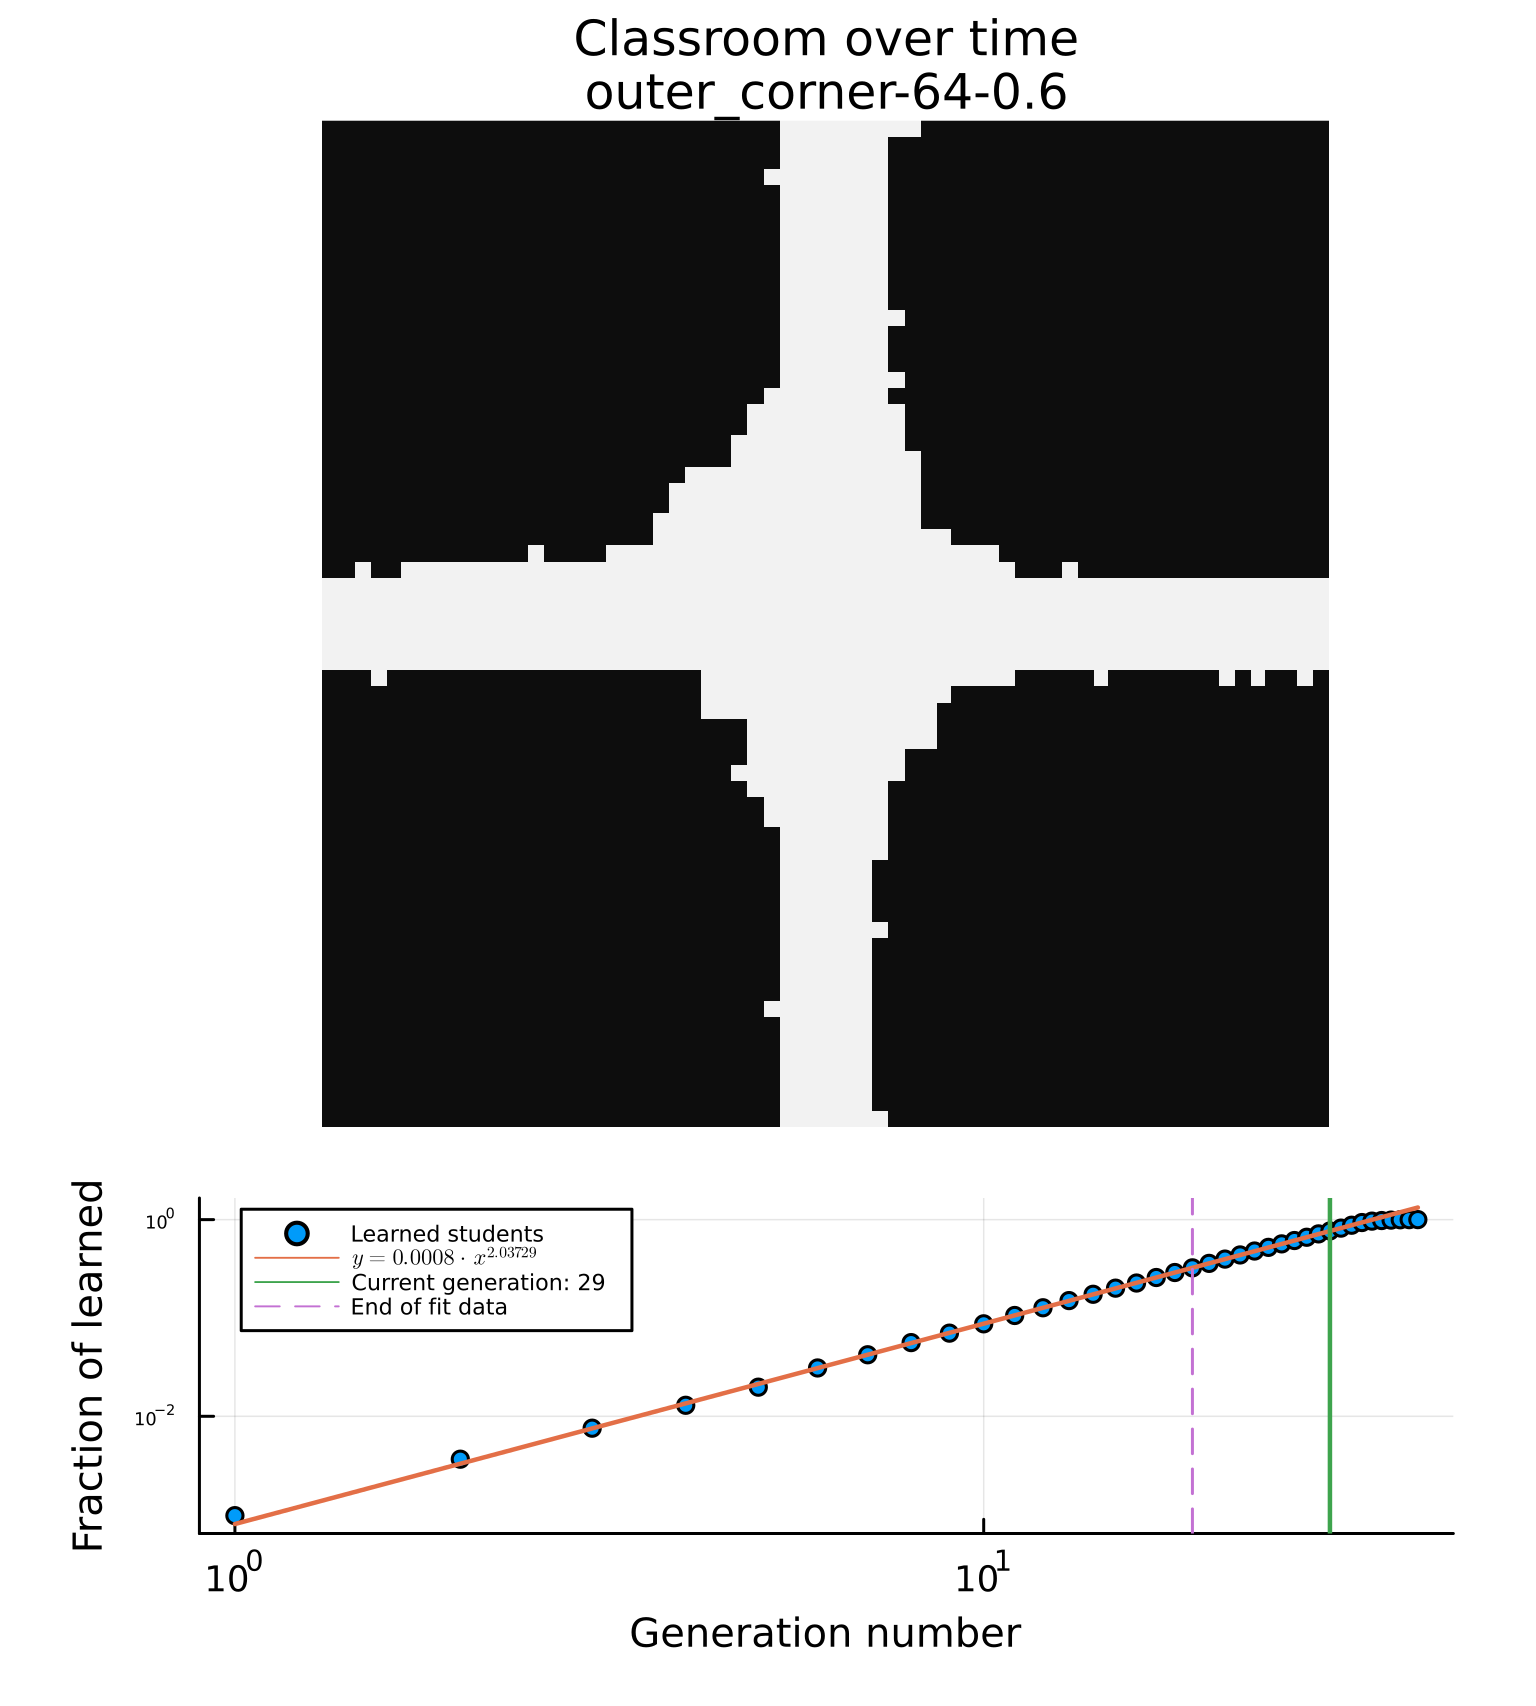 Classroom over time
outer_corner-64-0.6
Fraction of learned
10^0
10^−2
Learned students
y = 0.0008 · x^2.03729
Current generation: 29
End of fit data
10^0
10^1
Generation number